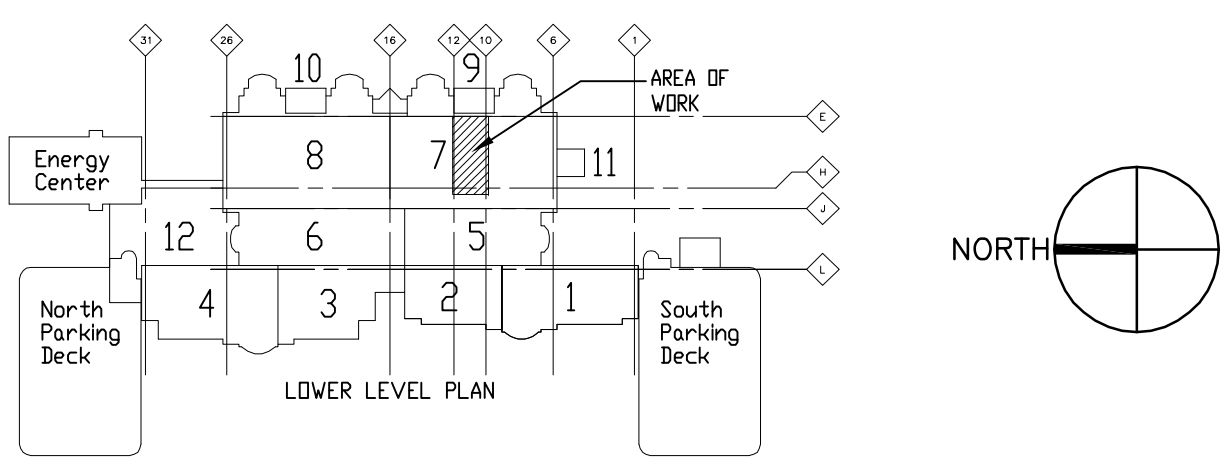 31 26 16 12 10 6 1
10 9 AREA OF
WORK
E
Energy
Center
8 7 11
H
J
12 6 5
L
North
Parking
Deck
4 3 2 1
South
Parking
Deck
LOWER LEVEL PLAN
NORTH